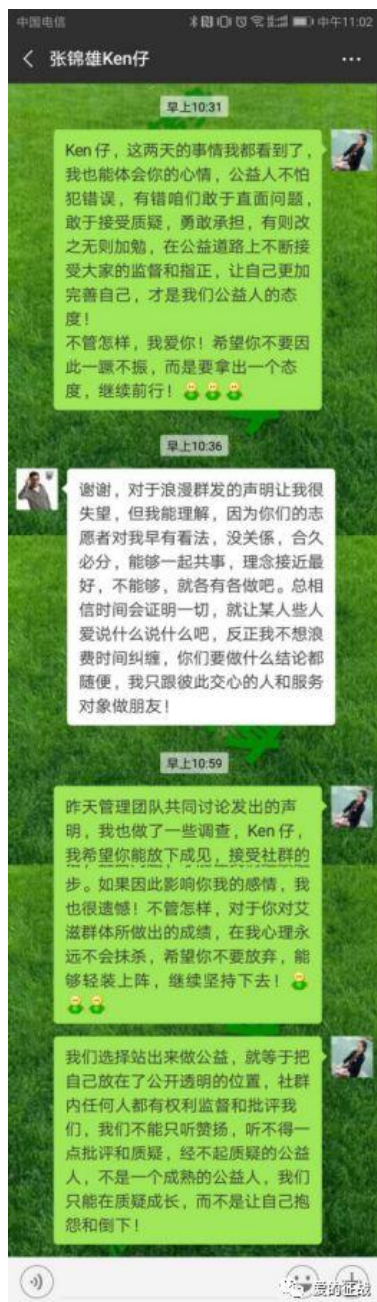 中国电信
中午11:02
张锦雄Ken仔
早上10:31
Ken仔，这两天的事情我都看到了，
我也能体会你的心情，公益人不怕
犯错误，有错咱们敢于直面问题，
敢于接受质疑，勇敢承担，有则改
之无则加勉，在公益道路上不断接
受大家的监督和指正，让自己更加
完善自己，才是我们公益人的态
度！
不管怎样，我爱你！希望你不要因
此一蹶不振，而是要拿出一个态
度，继续前行！
早上10:36
谢谢，对于浪漫群发的声明让我很
失望，但我能理解，因为你们的志
愿者对我早有看法，没关係，合久
必分，能够一起共事，理念接近最
好，不能够，就各有各做吧。总相
信时间会证明一切，就让某人些人
爱说什么说什么吧，反正我不想浪
费时间纠缠，你们要做什么结论都
随便，我只跟彼此交心的人和服务
对象做朋友！
早上10:59
昨天管理团队共同讨论发出的声
明，我也做了一些调查，Ken仔，
我希望你能放下成见，接受社群的
步。如果因此影响你我的感情，我
也很遗憾！不管怎样，对于你对艾
滋群体所做出的成绩，在我心理永
远不会抹杀，希望你不要放弃，能
够轻装上阵，继续坚持下去！
我们选择站出来做公益，就等于把
自己放在了公开透明的位置，社群
内任何人都有权利监督和批评我
们，我们不能只听赞扬，听不得一
点批评和质疑，经不起质疑的公益
人，不是一个成熟的公益人，我们
只能在质疑成长，而不是让自己抱
怨和倒下！
爱的征战